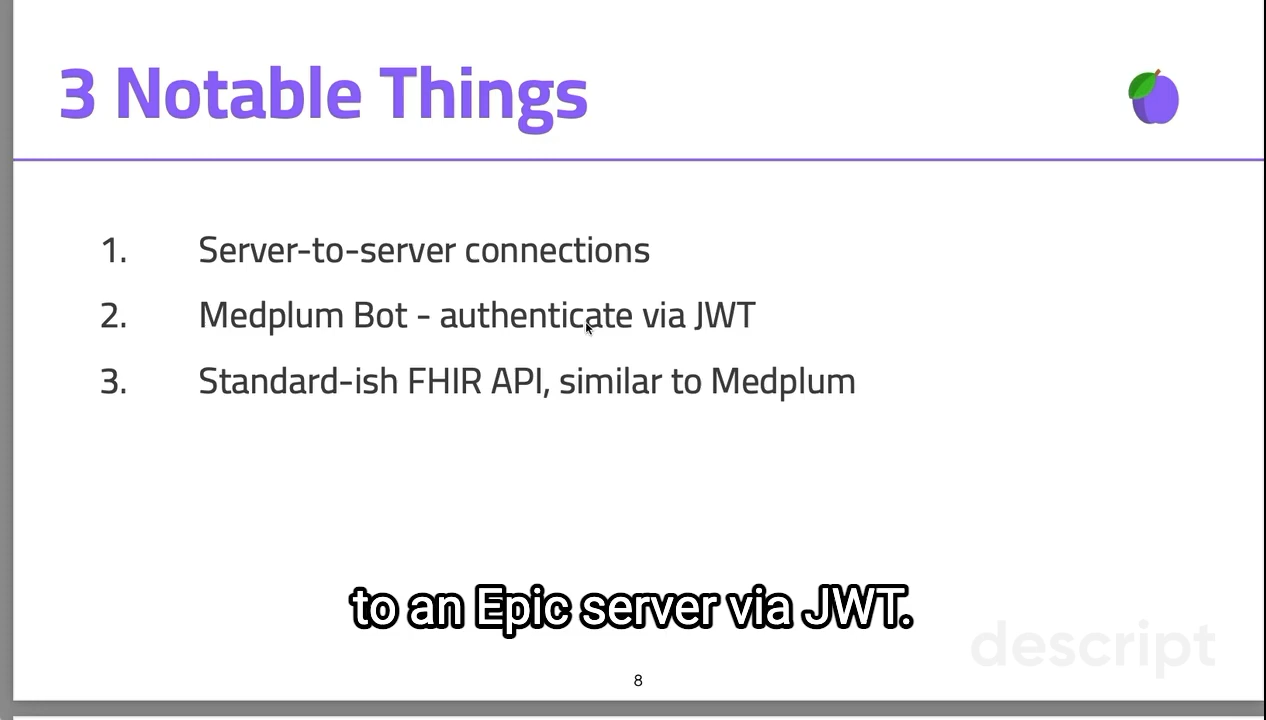 3 Notable Things
1. Server-to-server connections
2. Medplum Bot - authenticate via JWT
3. Standard-ish FHIR API, similar to Medplum
to an Epic server via JWT.
descript
8